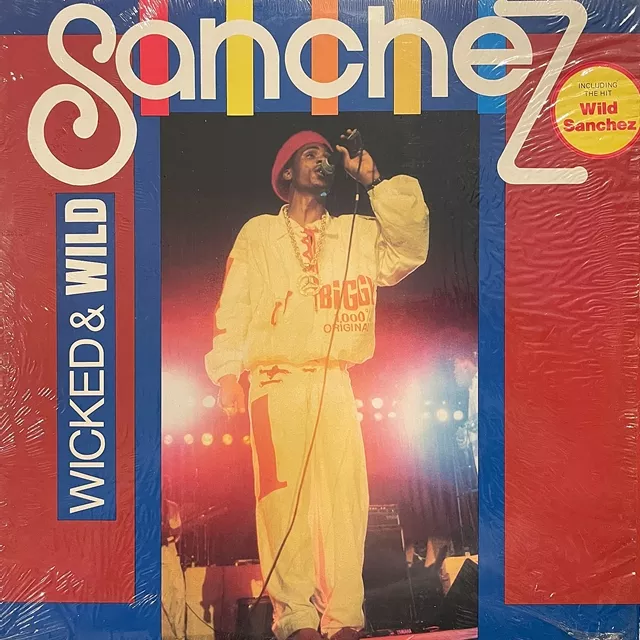 Sanchez
INCLUDING
THE HIT
Wild
Sanchez
WICKED & WILD
BiGGY
1000%
ORIGINAL